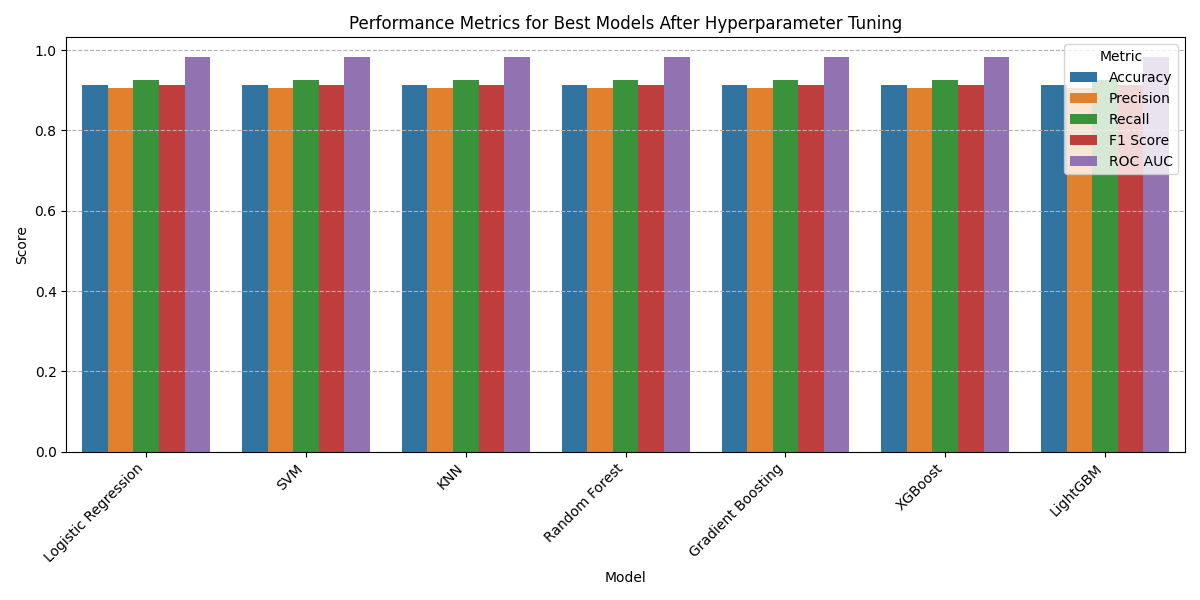 Performance Metrics for Best Models After Hyperparameter Tuning
Metric
Accuracy
Precision
Recall
F1 Score
ROC AUC
Score
1.0
0.8
0.6
0.4
0.2
0.0
Logistic Regression
SVM
KNN
Random Forest
Gradient Boosting
XGBoost
LightGBM
Model